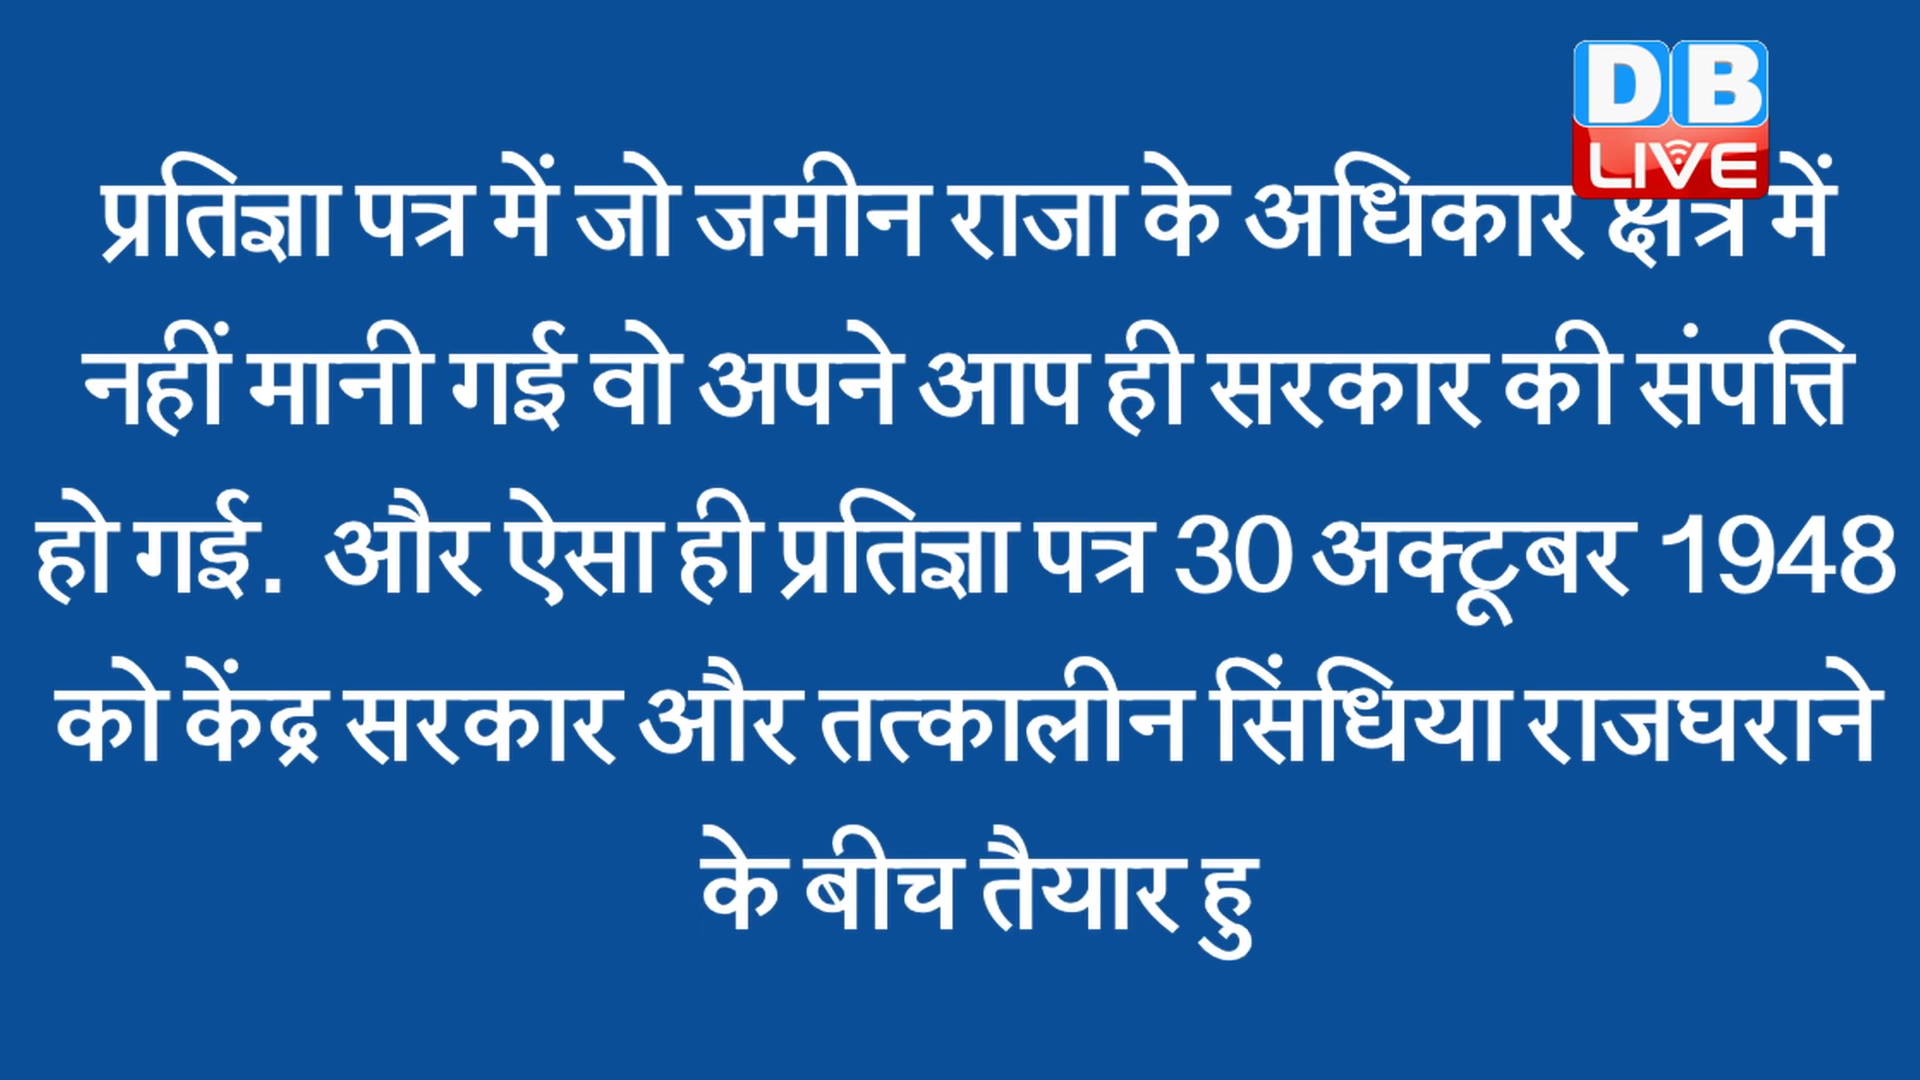 DB
LIVE
प्रतिज्ञा पत्र में जो जमीन राजा के अधिकार क्षेत्र में
नहीं मानी गई वो अपने आप ही सरकार की संपत्ति
हो गई. और ऐसा ही प्रतिज्ञा पत्र 30 अक्टूबर 1948
को केंद्र सरकार और तत्कालीन सिंधिया राजघराने
के बीच तैयार हु